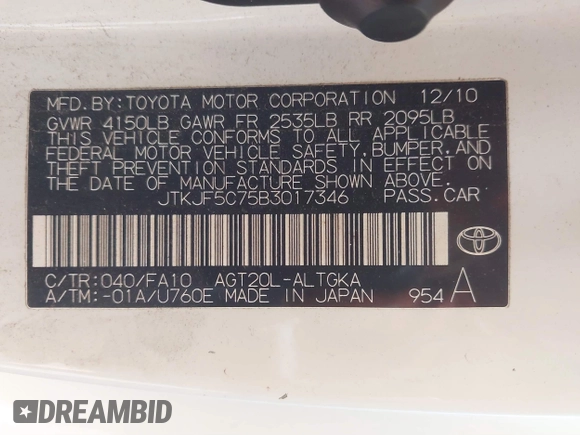 MFD.BY:TOYOTA MOTOR CORPORATION 12/10
GVWR 4150LB GAWR FR 2535LB RR 2095LB
THIS VEHICLE CONFORMS TO ALL APPLICABLE
FEDERAL MOTOR VEHICLE SAFETY, BUMPER, AND
THEFT PREVENTION STANDARDS IN EFFECT ON
THE DATE OF MANUFACTURE SHOWN ABOVE.
JTKJF5C75B3017346 PASS.CAR
C/TR:040/FA10 AGT20L-ALTGKA
A/TM:-01A/U760E MADE IN JAPAN 954 A
DREAMBID